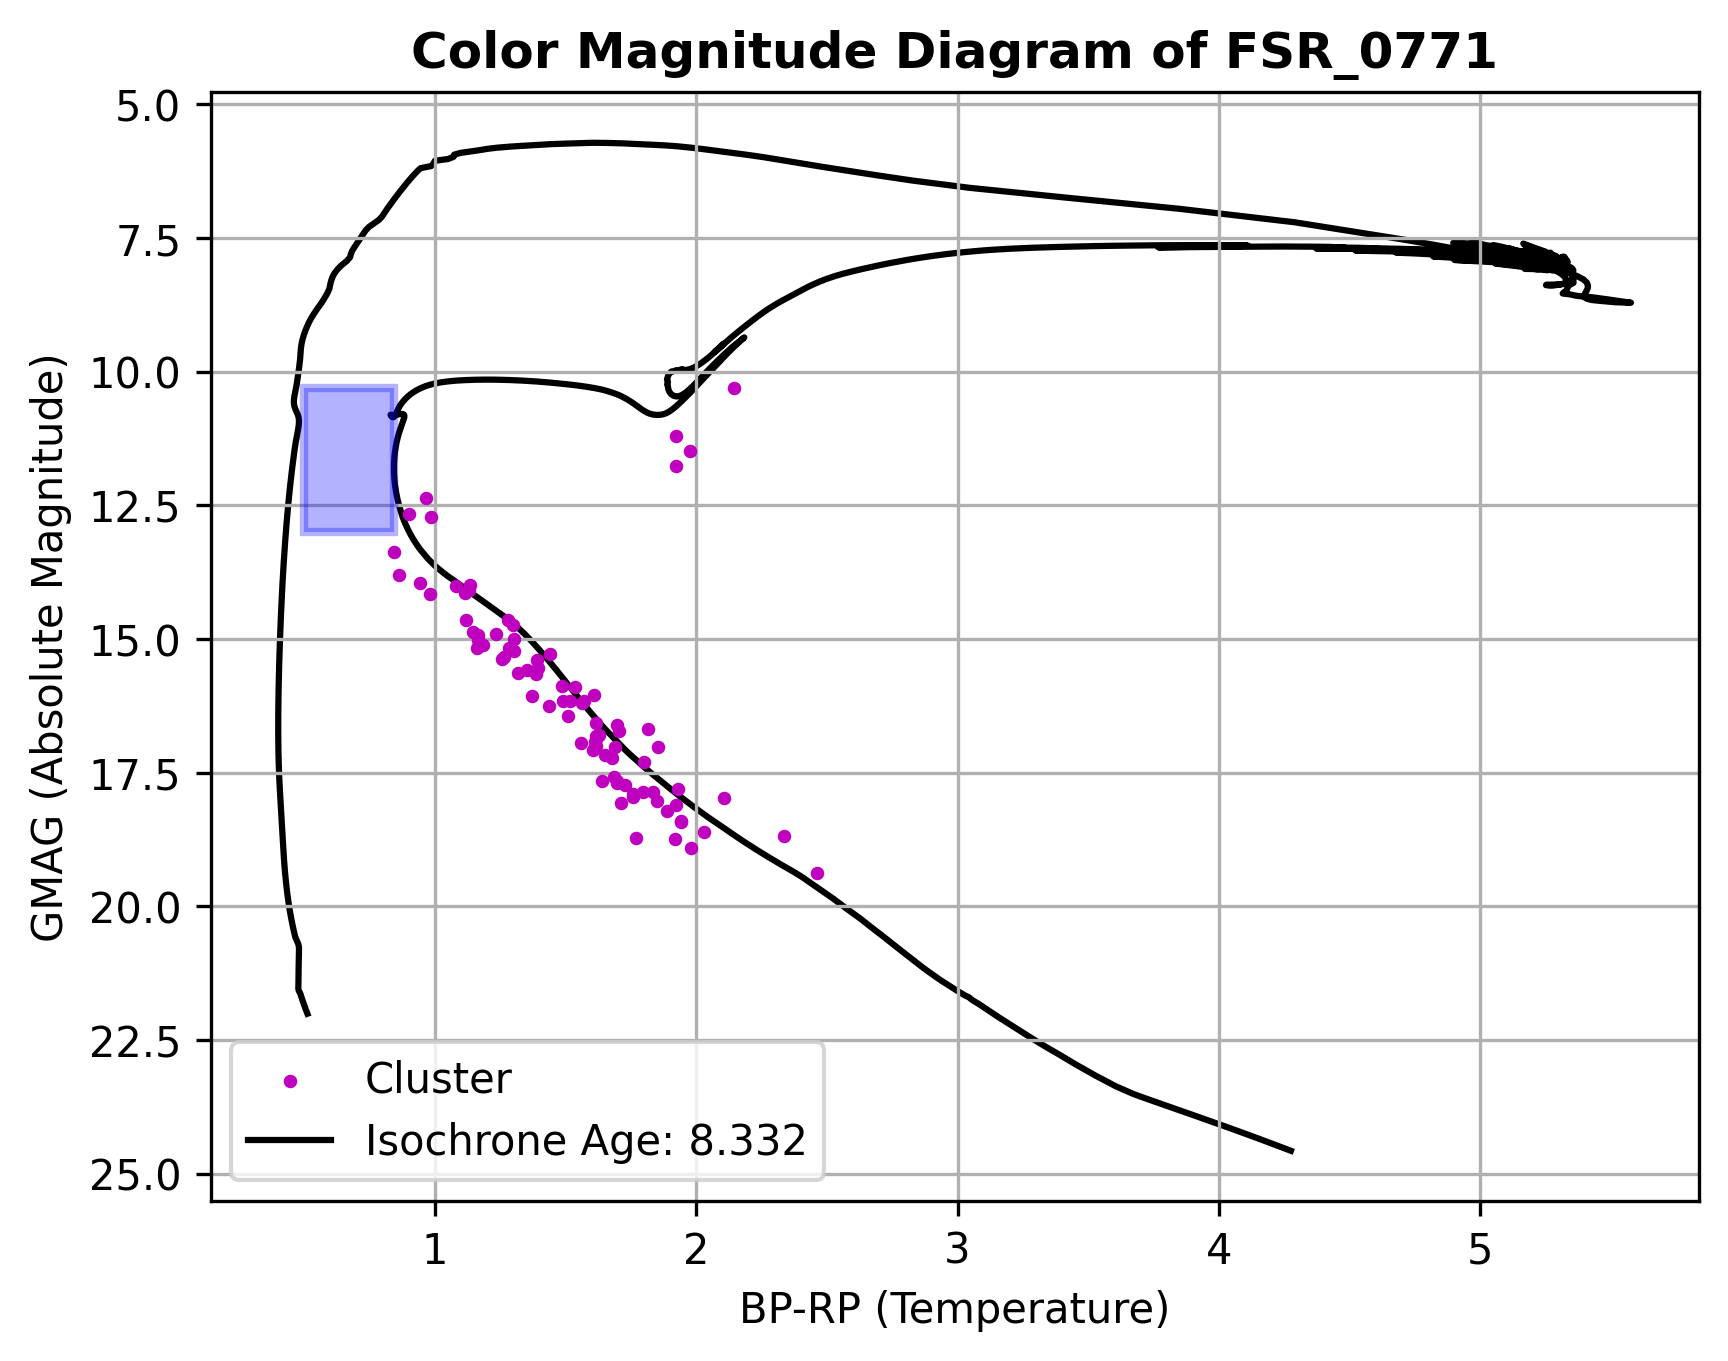 Color Magnitude Diagram of FSR_0771
GMAG (Absolute Magnitude)
5.0
7.5
10.0
12.5
15.0
17.5
20.0
22.5
25.0
Cluster
Isochrone Age: 8.332
1 2 3 4 5
BP-RP (Temperature)